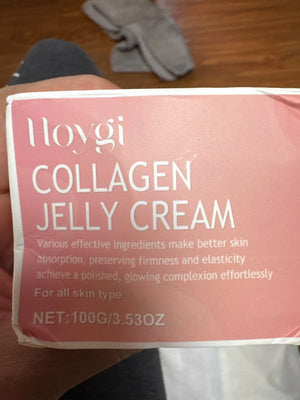 Hoygi
COLLAGEN
JELLY CREAM
Various effective ingredients make better skin
absorption, preserving firmness and elasticity
achieve a polished, glowing complexion effortlessly
For all skin type
NET:100G/3.53OZ